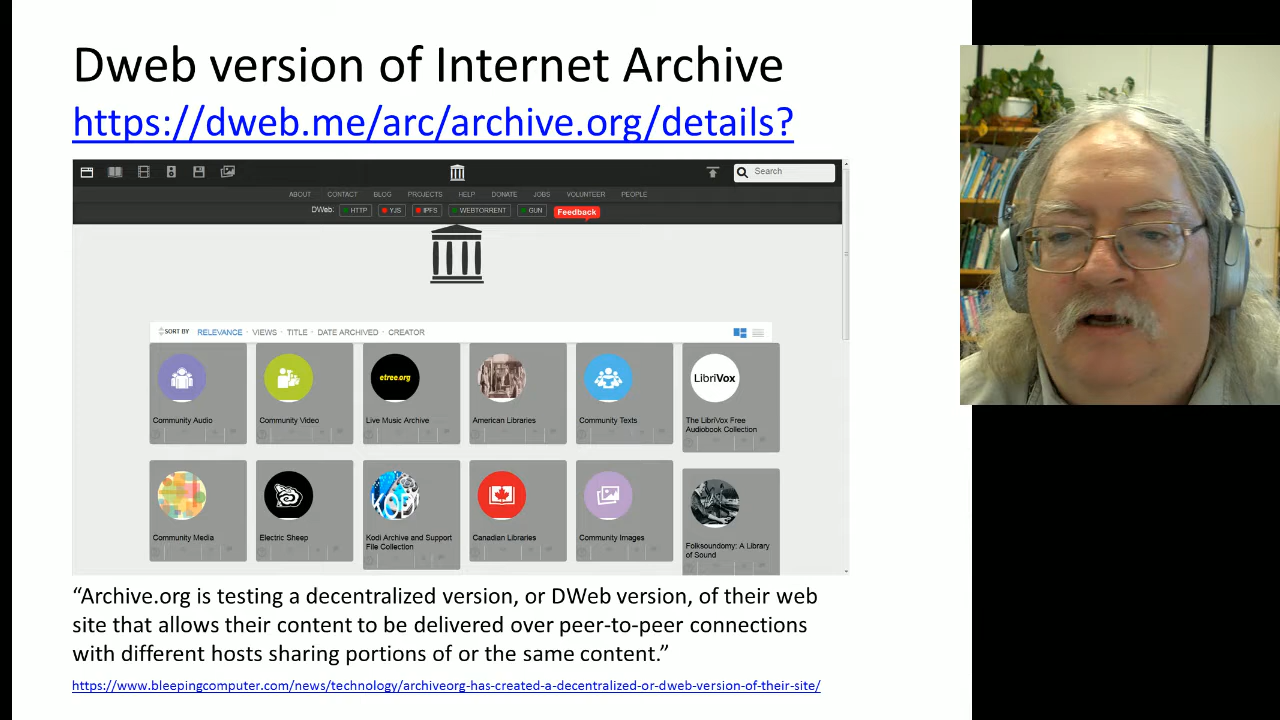 Dweb version of Internet Archive
https://dweb.me/arc/archive.org/details?
Search
ABOUT CONTACT BLOG PROJECTS HELP DONATE JOBS VOLUNTEER PEOPLE
DWeb: HTTP YJS IPFS WEBTORRENT GUN Feedback
SORT BY RELEVANCE · VIEWS · TITLE · DATE ARCHIVED · CREATOR
etree.org
LibriVox
Community Audio
Community Video
Live Music Archive
American Libraries
Community Texts
The LibriVox Free
Audiobook Collection
KODI
Community Media
Electric Sheep
Kodi Archive and Support
File Collection
Canadian Libraries
Community Images
Folksoundomy: A Library
of Sound
“Archive.org is testing a decentralized version, or DWeb version, of their web
site that allows their content to be delivered over peer-to-peer connections
with different hosts sharing portions of or the same content.”
https://www.bleepingcomputer.com/news/technology/archiveorg-has-created-a-decentralized-or-dweb-version-of-their-site/